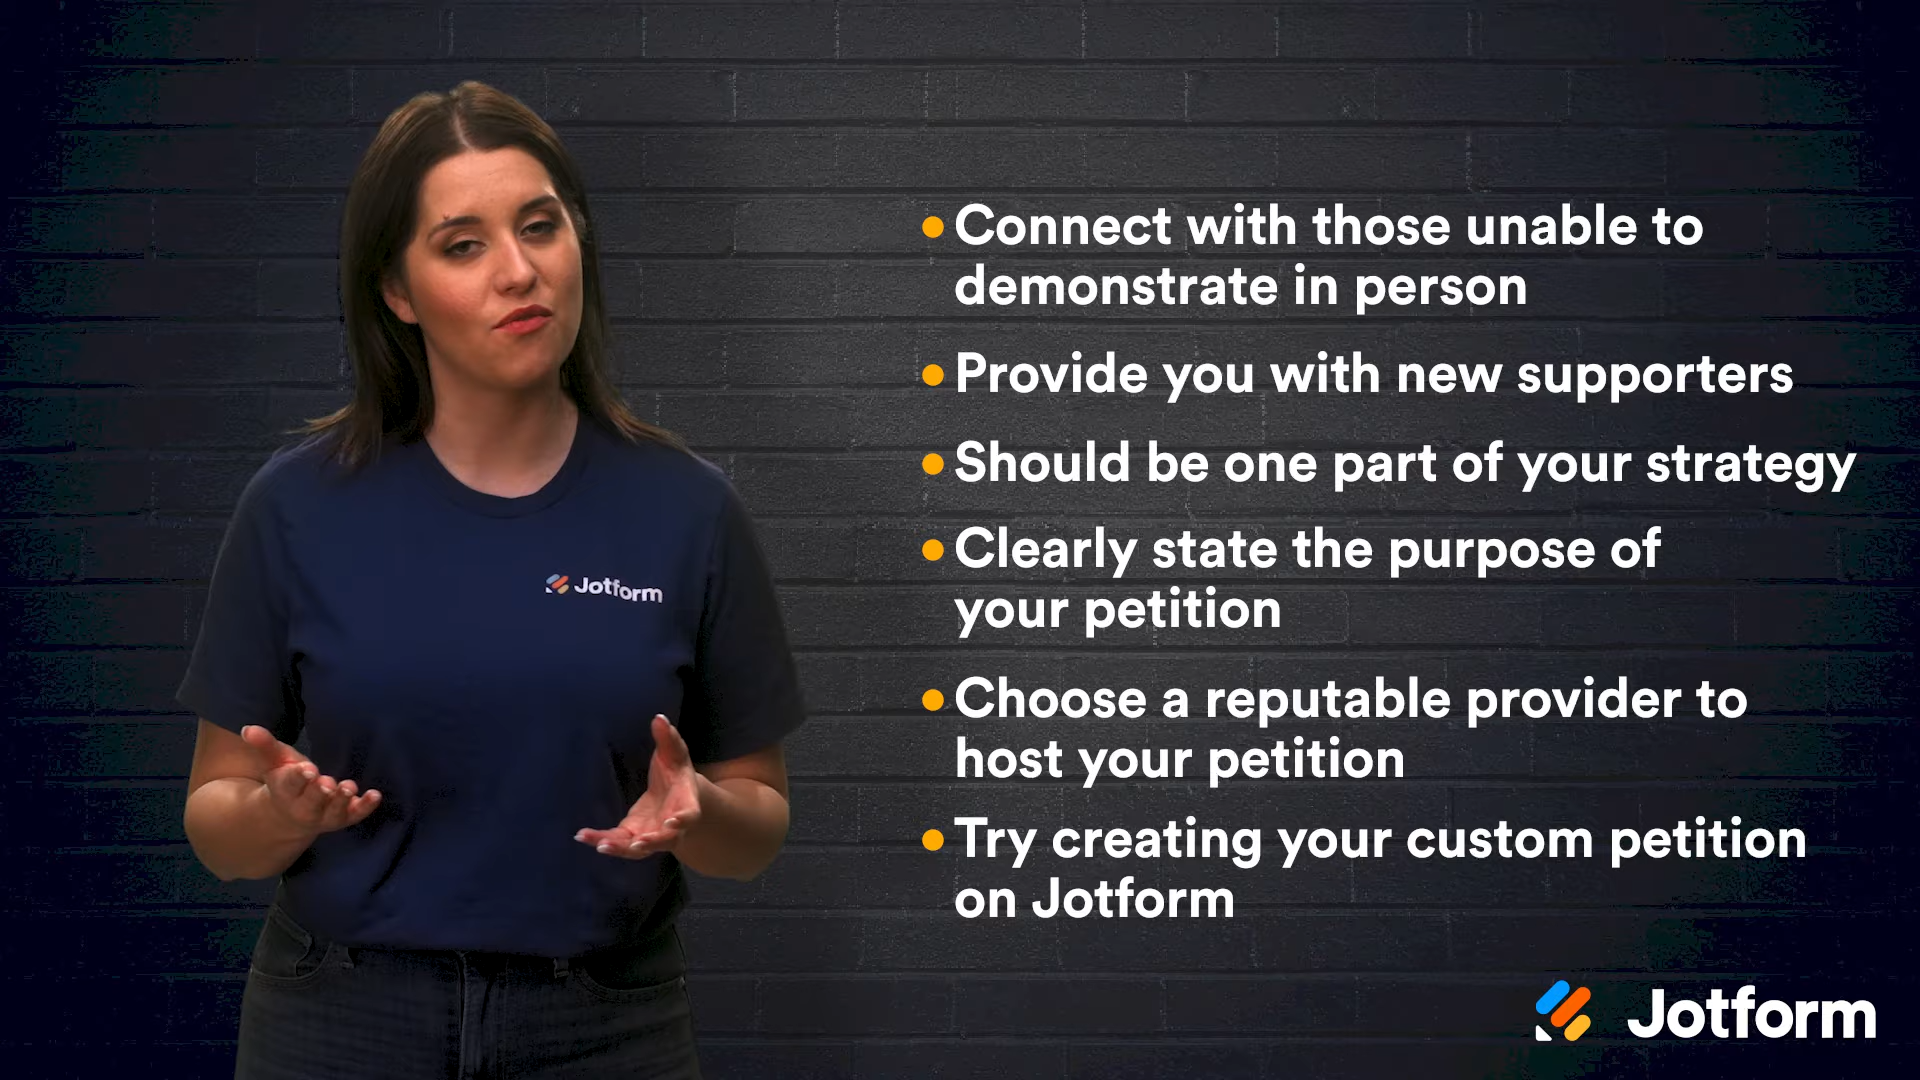 • Connect with those unable to
demonstrate in person
• Provide you with new supporters
• Should be one part of your strategy
• Clearly state the purpose of
your petition
• Choose a reputable provider to
host your petition
• Try creating your custom petition
on Jotform
Jotform
Jotform